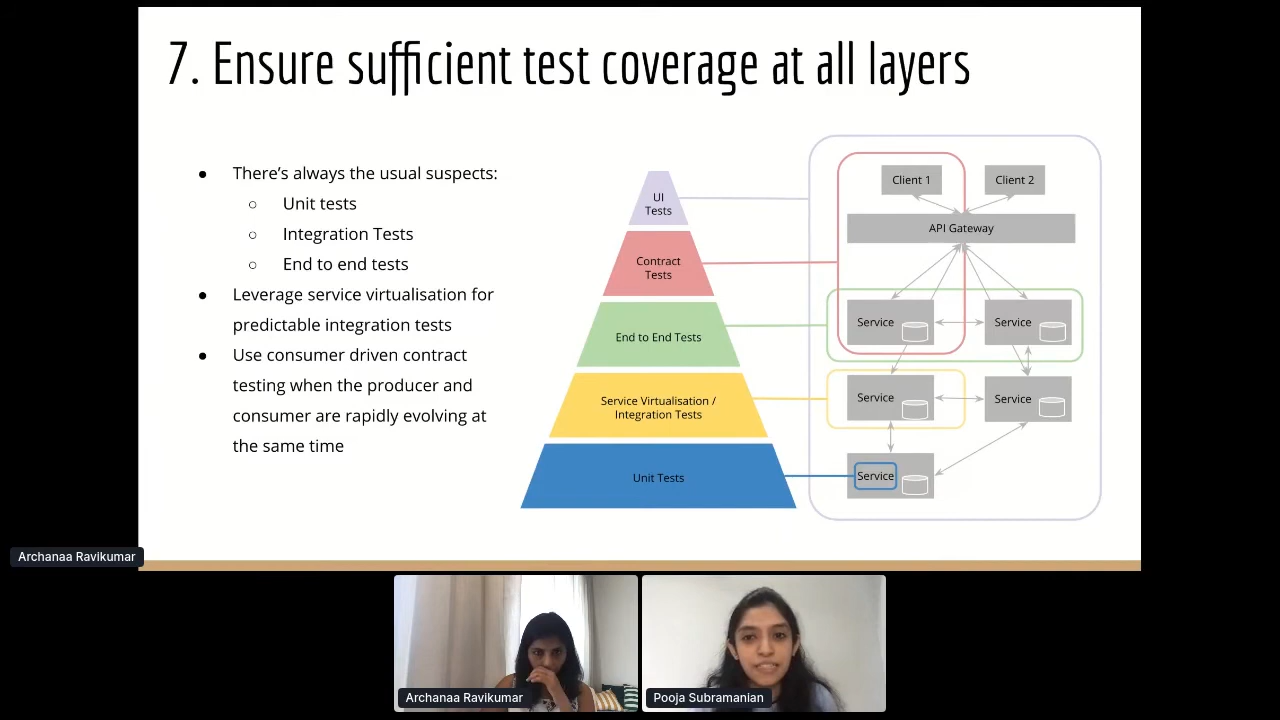 7. Ensure sufficient test coverage at all layers
● There’s always the usual suspects:
○ Unit tests
○ Integration Tests
○ End to end tests
● Leverage service virtualisation for
predictable integration tests
● Use consumer driven contract
testing when the producer and
consumer are rapidly evolving at
the same time
UI
Tests
Contract
Tests
End to End Tests
Service Virtualisation /
Integration Tests
Unit Tests
Client 1
Client 2
API Gateway
Service
Service
Service
Service
Service
Archanaa Ravikumar
Archanaa Ravikumar
Pooja Subramanian